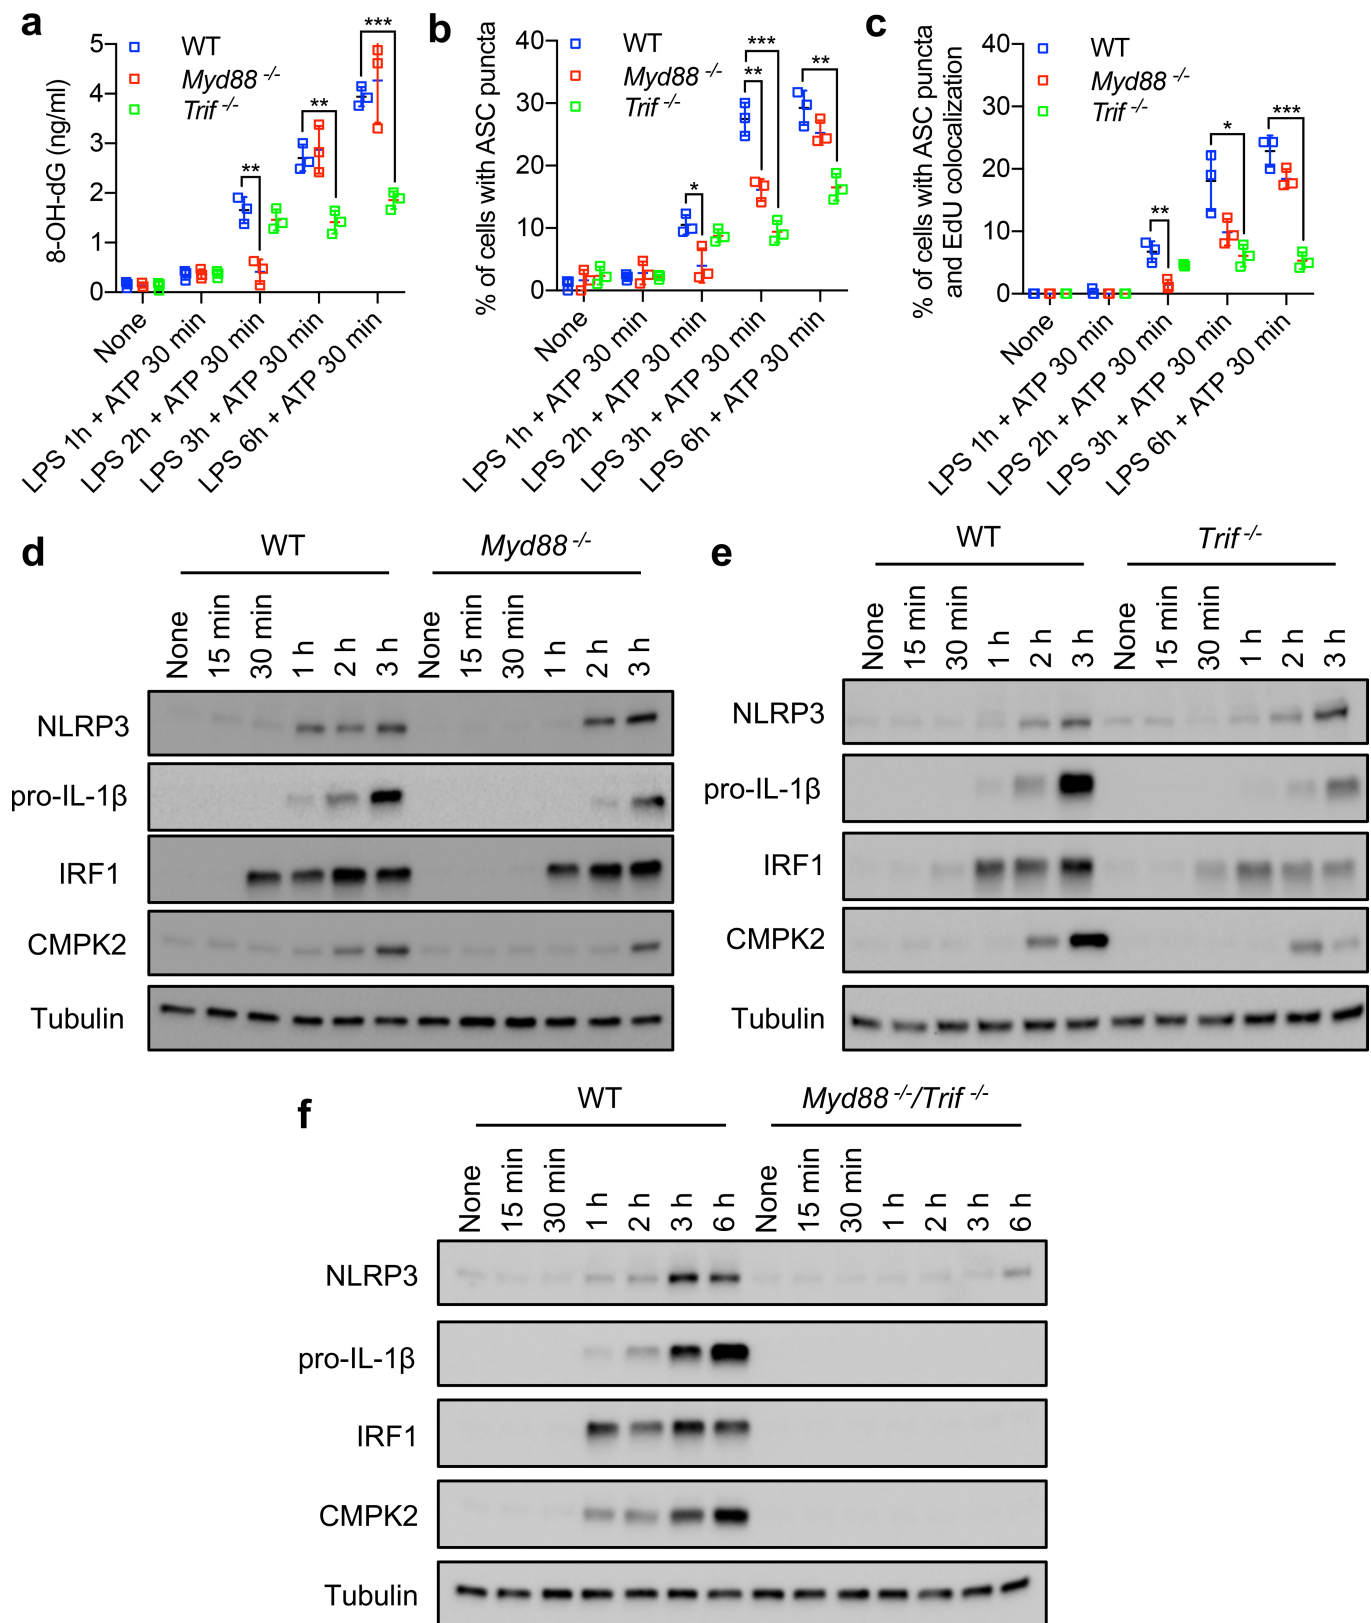 a
8-OH-dG (ng/ml)
5
4
3
2
1
0
WT
Myd88 -/-
Trif -/-
**
**
***
None
LPS 1h + ATP 30 min
LPS 2h + ATP 30 min
LPS 3h + ATP 30 min
LPS 6h + ATP 30 min
b
% of cells with ASC puncta
40
30
20
10
0
WT
Myd88 -/-
Trif -/-
*
**
***
**
None
LPS 1h + ATP 30 min
LPS 2h + ATP 30 min
LPS 3h + ATP 30 min
LPS 6h + ATP 30 min
c
% of cells with ASC puncta
and EdU colocalization
40
30
20
10
0
WT
Myd88 -/-
Trif -/-
**
*
***
None
LPS 1h + ATP 30 min
LPS 2h + ATP 30 min
LPS 3h + ATP 30 min
LPS 6h + ATP 30 min
d
WT Myd88 -/-
None 15 min 30 min 1 h 2 h 3 h None 15 min 30 min 1 h 2 h 3 h
NLRP3
pro-IL-1β
IRF1
CMPK2
Tubulin
e
WT Trif -/-
None 15 min 30 min 1 h 2 h 3 h None 15 min 30 min 1 h 2 h 3 h
NLRP3
pro-IL-1β
IRF1
CMPK2
Tubulin
f
WT Myd88 -/-/Trif -/-
None 15 min 30 min 1 h 2 h 3 h 6 h None 15 min 30 min 1 h 2 h 3 h 6 h
NLRP3
pro-IL-1β
IRF1
CMPK2
Tubulin